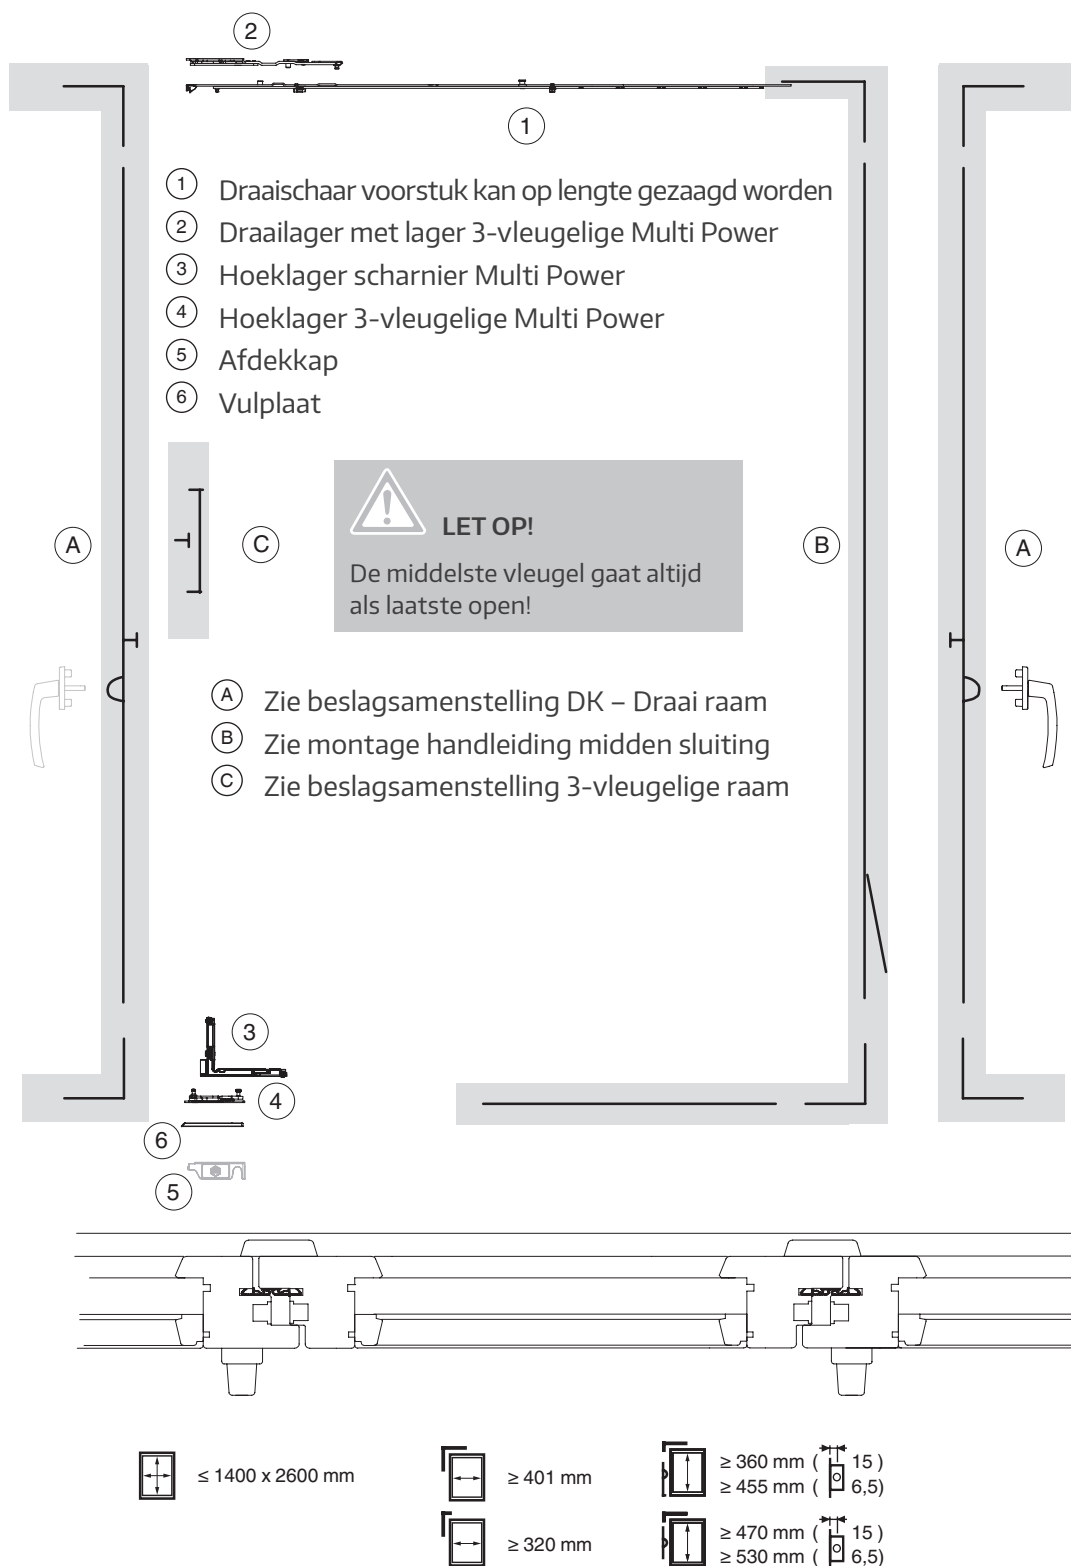 2
1
1 Draaischaar voorstuk kan op lengte gezaagd worden
2 Draailager met lager 3-vleugelige Multi Power
3 Hoeklager scharnier Multi Power
4 Hoeklager 3-vleugelige Multi Power
5 Afdekkap
6 Vulplaat
A
C
LET OP!
De middelste vleugel gaat altijd
als laatste open!
B
A
A Zie beslagsamenstelling DK – Draai raam
B Zie montage handleiding midden sluiting
C Zie beslagsamenstelling 3-vleugelige raam
3
4
6
5
≤ 1400 x 2600 mm
≥ 401 mm
≥ 360 mm ( 15 )
≥ 455 mm ( 6,5)
≥ 320 mm
≥ 470 mm ( 15 )
≥ 530 mm ( 6,5)